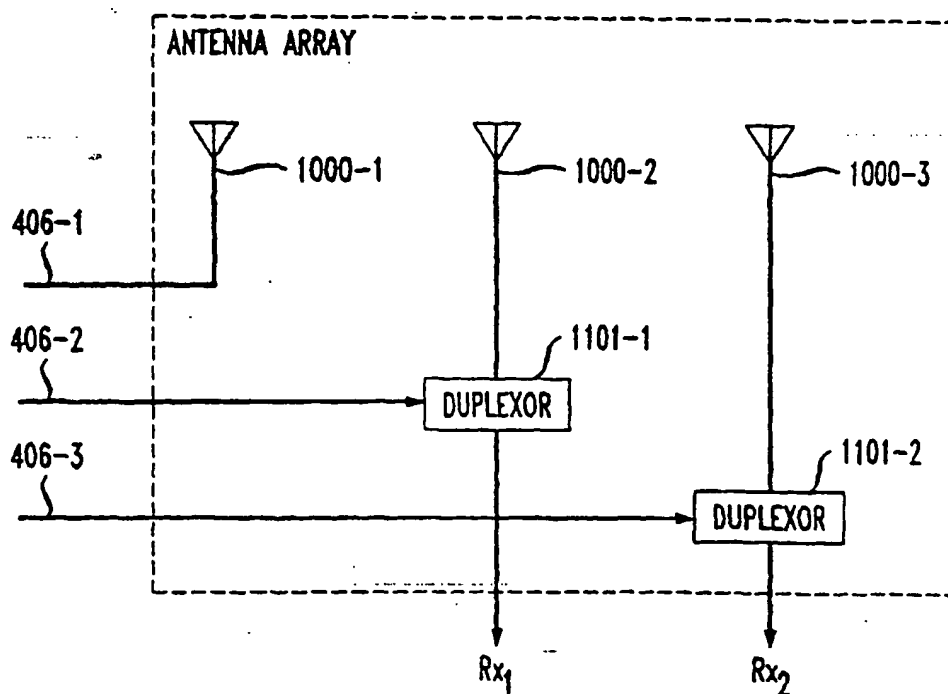 ANTENNA ARRAY
1000-1
1000-2
1000-3
406-1
406-2
1101-1
DUPLEXOR
406-3
1101-2
DUPLEXOR
Rx1
Rx2